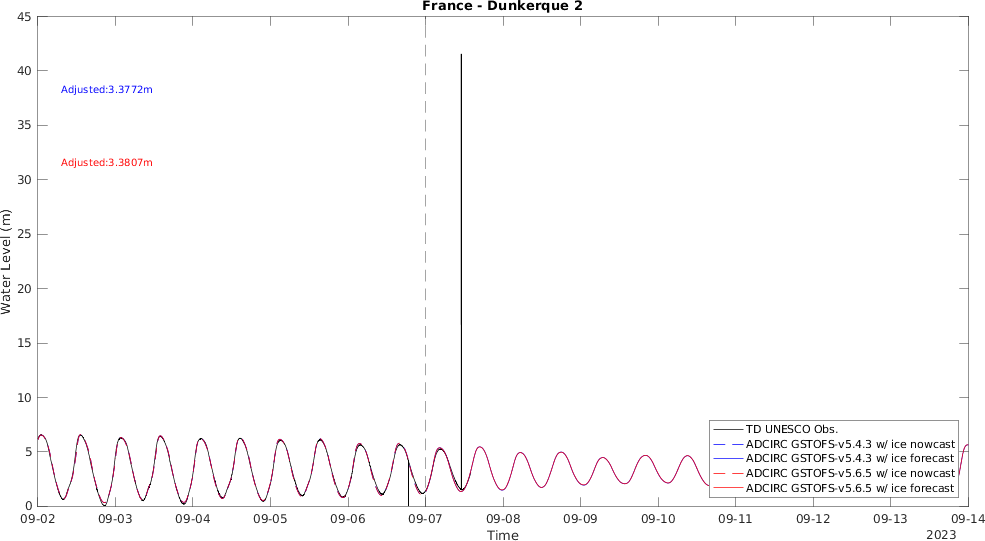 France - Dunkerque 2
45
40
35
30
25
20
15
10
5
0
Water Level (m)
Adjusted:3.3772m
Adjusted:3.3807m
TD UNESCO Obs.
ADCIRC GSTOFS-v5.4.3 w/ ice nowcast
ADCIRC GSTOFS-v5.4.3 w/ ice forecast
ADCIRC GSTOFS-v5.6.5 w/ ice nowcast
ADCIRC GSTOFS-v5.6.5 w/ ice forecast
09-02 09-03 09-04 09-05 09-06 09-07 09-08 09-09 09-10 09-11 09-12 09-13 09-14
Time
2023